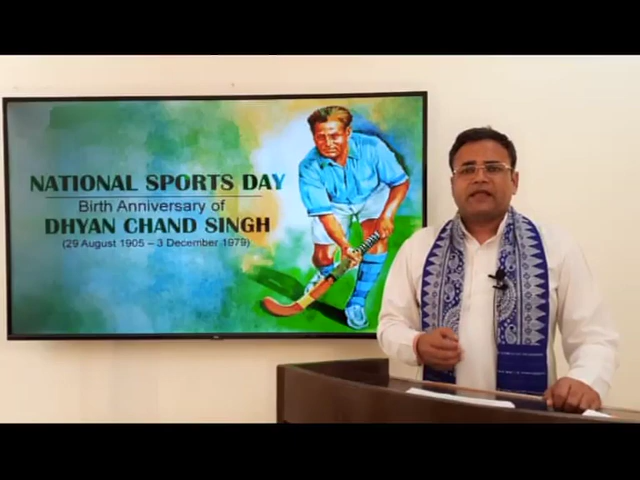 NATIONAL SPORTS DAY
Birth Anniversary of
DHYAN CHAND SINGH
(29 August 1905 – 3 December 1979)